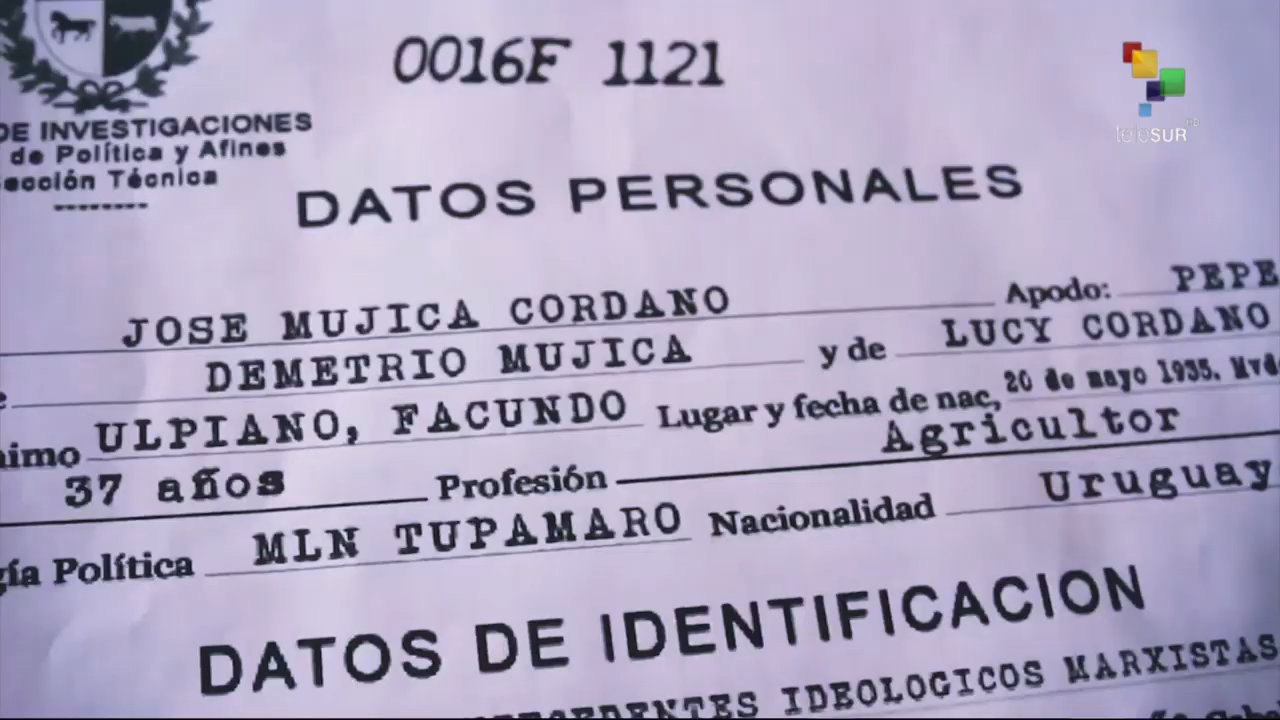 0016F 1121
teleSUR HD
DE INVESTIGACIONES
de Política y Afines
ección Técnica
DATOS PERSONALES
JOSE MUJICA CORDANO Apodo: PEPE
DEMETRIO MUJICA y de LUCY CORDANO
nimo ULPIANO, FACUNDO Lugar y fecha de nac, 20 de mayo 1935. Mvd
37 años Profesión Agricultor
gía Política MLN TUPAMARO Nacionalidad Uruguay
DATOS DE IDENTIFICACION
IDEOLOGICOS MARXISTAS